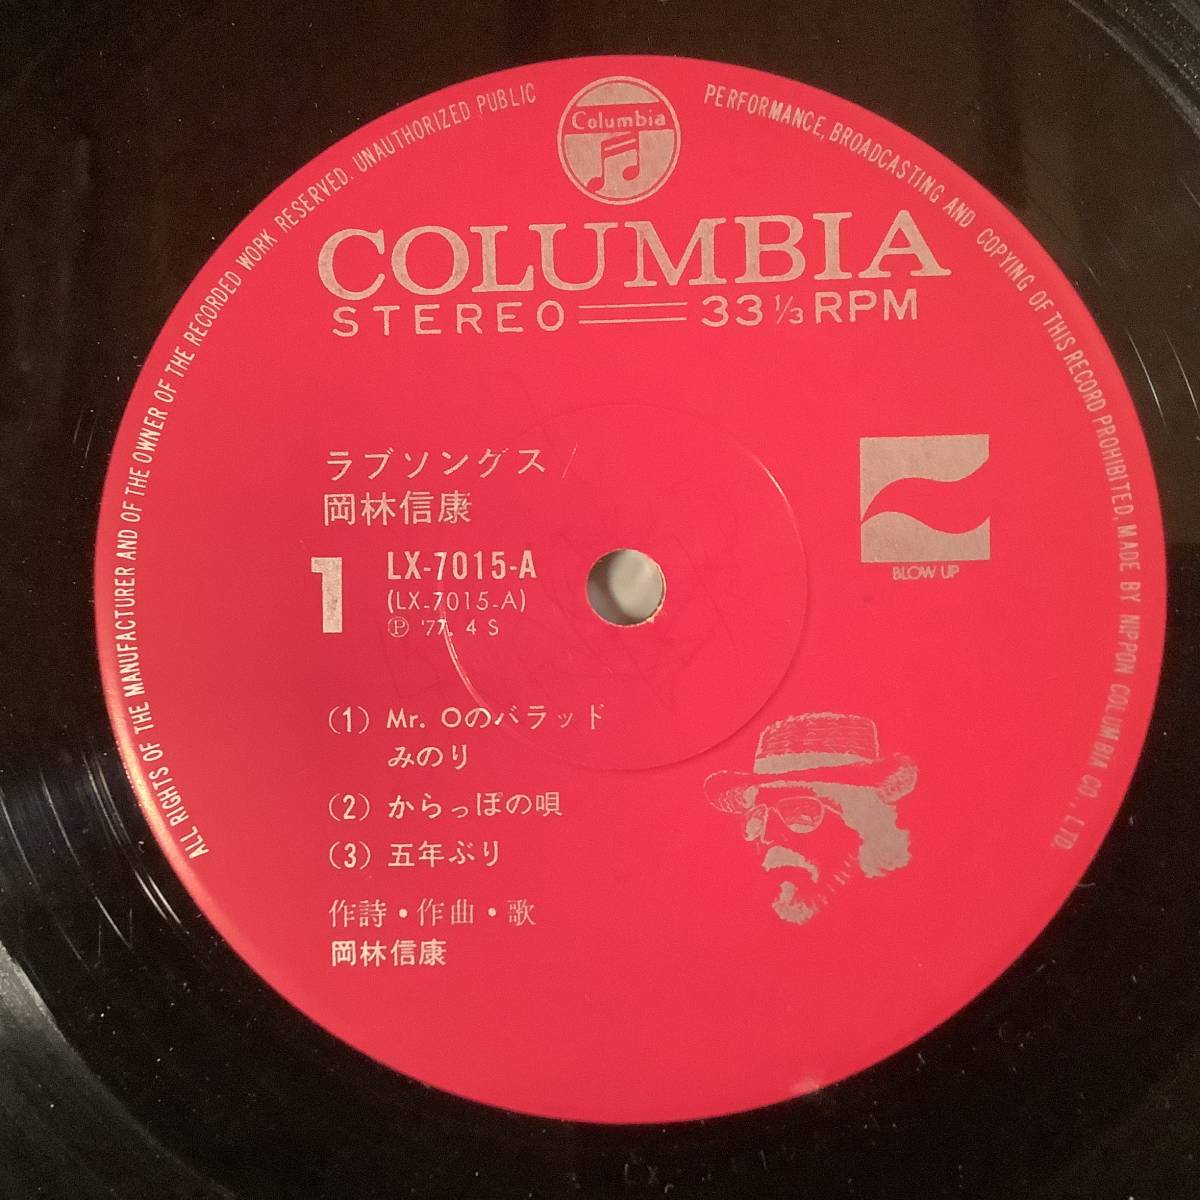 ALL RIGHTS OF THE MANUFACTURER AND OF THE OWNER OF THE RECORDED WORK RESERVED. UNAUTHORIZED PUBLIC PERFORMANCE, BROADCASTING AND COPYING OF THIS RECORD PROHIBITED, MADE BY NIPPON COLUMBIA CO., LTD.
Columbia
COLUMBIA
STEREO 33 1/3 RPM
ラブソングス/
岡林信康
BLOW UP
1 LX-7015-A
(LX-7015-A)
Ⓟ '77. 4 S
(1) Mr. Oのバラッド
みのり
(2) からっぽの唄
(3) 五年ぶり
作詩・作曲・歌
岡林信康